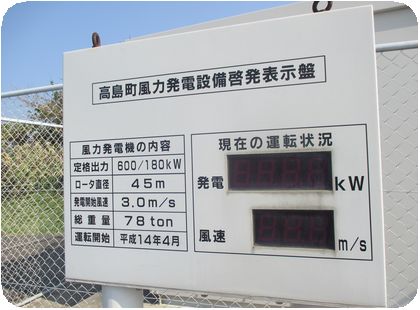 高島町風力発電設備啓発表示盤
風力発電機の内容
定格出力 600/180kW
ロータ直径 45m
発電開始風速 3.0m/s
総重量 78ton
運転開始 平成14年4月
現在の運転状況
発電 kW
風速 m/s